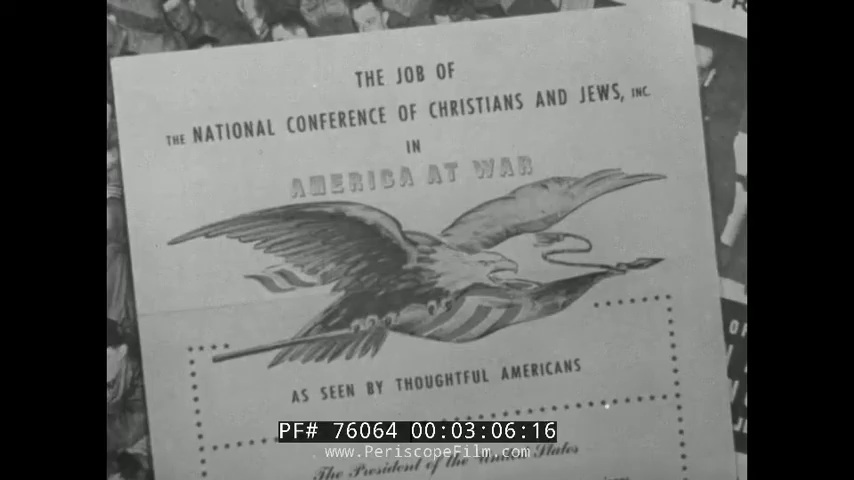 THE JOB OF
THE NATIONAL CONFERENCE OF CHRISTIANS AND JEWS, INC.
IN
AMERICA AT WAR
AS SEEN BY THOUGHTFUL AMERICANS
The President of the United States
PF# 76064 00:03:06:16
www.PeriscopeFilm.com